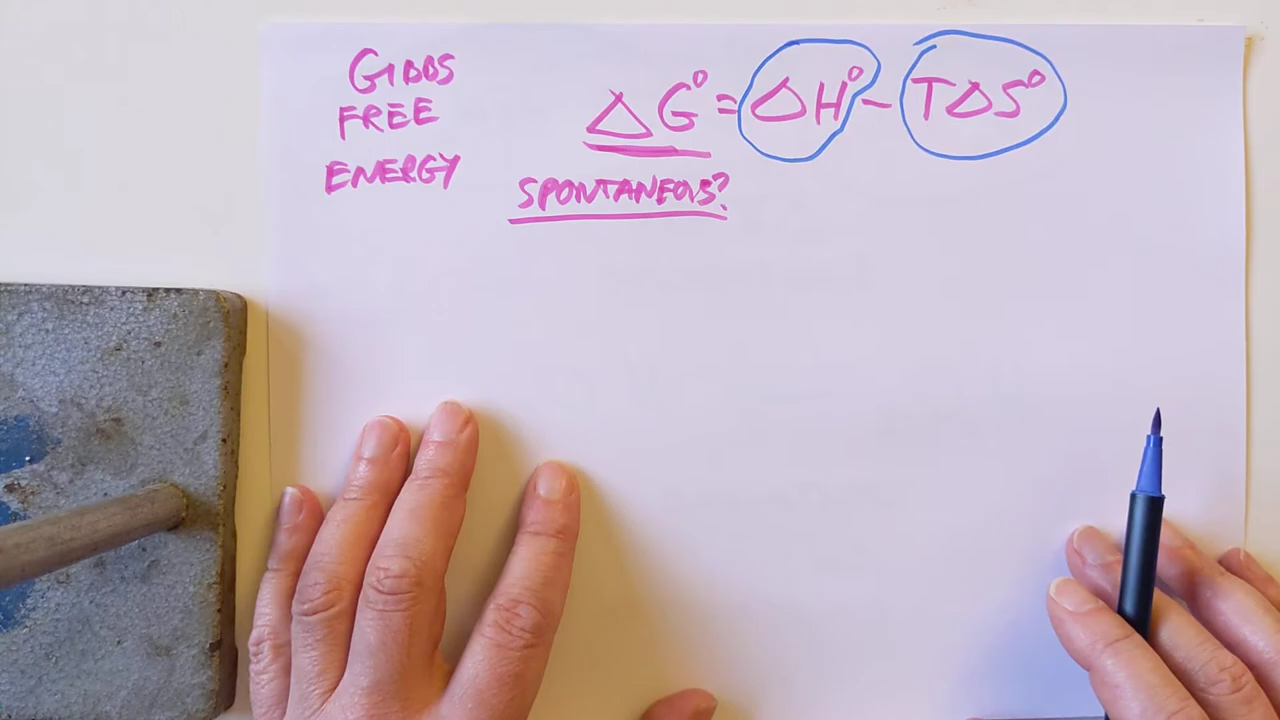 GIBBS
FREE
ENERGY
ΔG° = ΔH° - TΔS°
SPONTANEOUS?